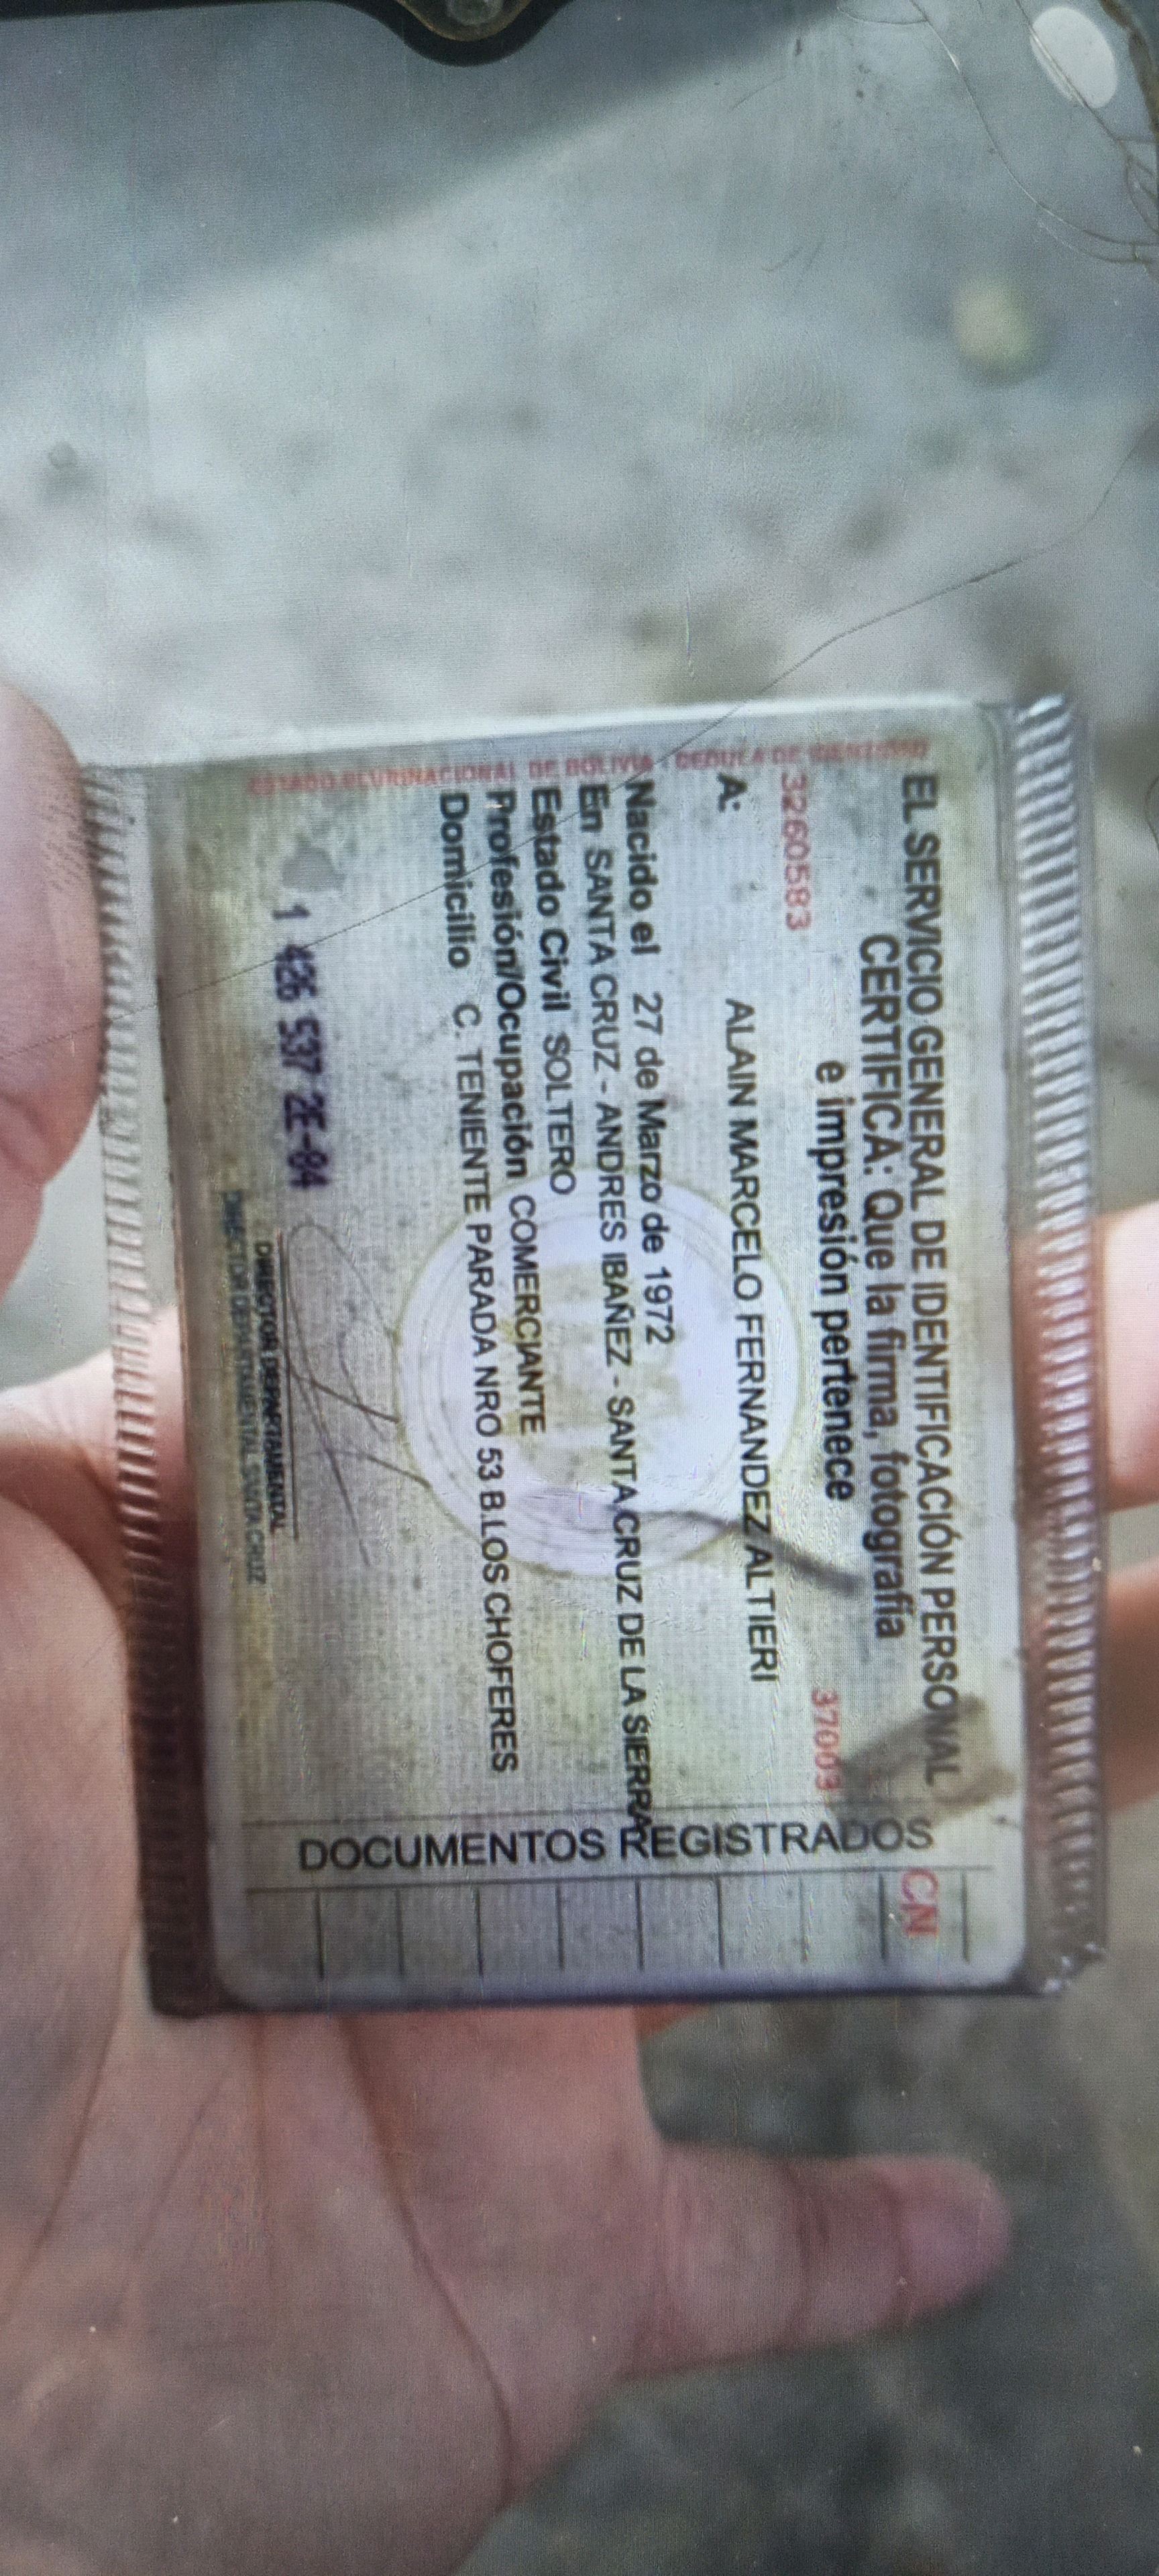 EL SERVICIO GENERAL DE IDENTIFICACIÓN PERSONAL
CERTIFICA: Que la firma, fotografía
e impresión pertenece
3260583
37003
A: ALAIN MARCELO FERNANDEZ ALTIERI
Nacido el 27 de Marzo de 1972
En SANTA CRUZ - ANDRES IBAÑEZ - SANTA CRUZ DE LA SIERRA
Estado Civil SOLTERO
Profesión/Ocupación COMERCIANTE
Domicilio C. TENIENTE PARADA NRO 53 B.LOS CHOFERES
1 426 537 2E-84
DIRECTOR DEPARTAMENTAL
DIRECTOR DEPARTAMENTAL SANTA CRUZ
ESTADO PLURINACIONAL DE BOLIVIA - CEDULA DE IDENTIDAD
DOCUMENTOS REGISTRADOS
CN